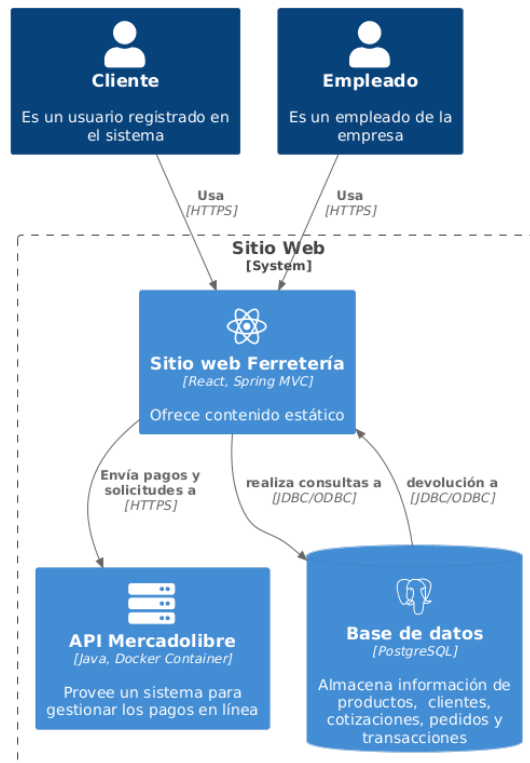 Cliente
Es un usuario registrado en
el sistema
Empleado
Es un empleado de la
empresa
Usa
[HTTPS]
Usa
[HTTPS]
Sitio Web
[System]
Sitio web Ferretería
[React, Spring MVC]
Ofrece contenido estático
Envía pagos y
solicitudes a
[HTTPS]
realiza consultas a
[JDBC/ODBC]
devolución a
[JDBC/ODBC]
API Mercadolibre
[Java, Docker Container]
Provee un sistema para
gestionar los pagos en línea
Base de datos
[PostgreSQL]
Almacena información de
productos, clientes,
cotizaciones, pedidos y
transacciones